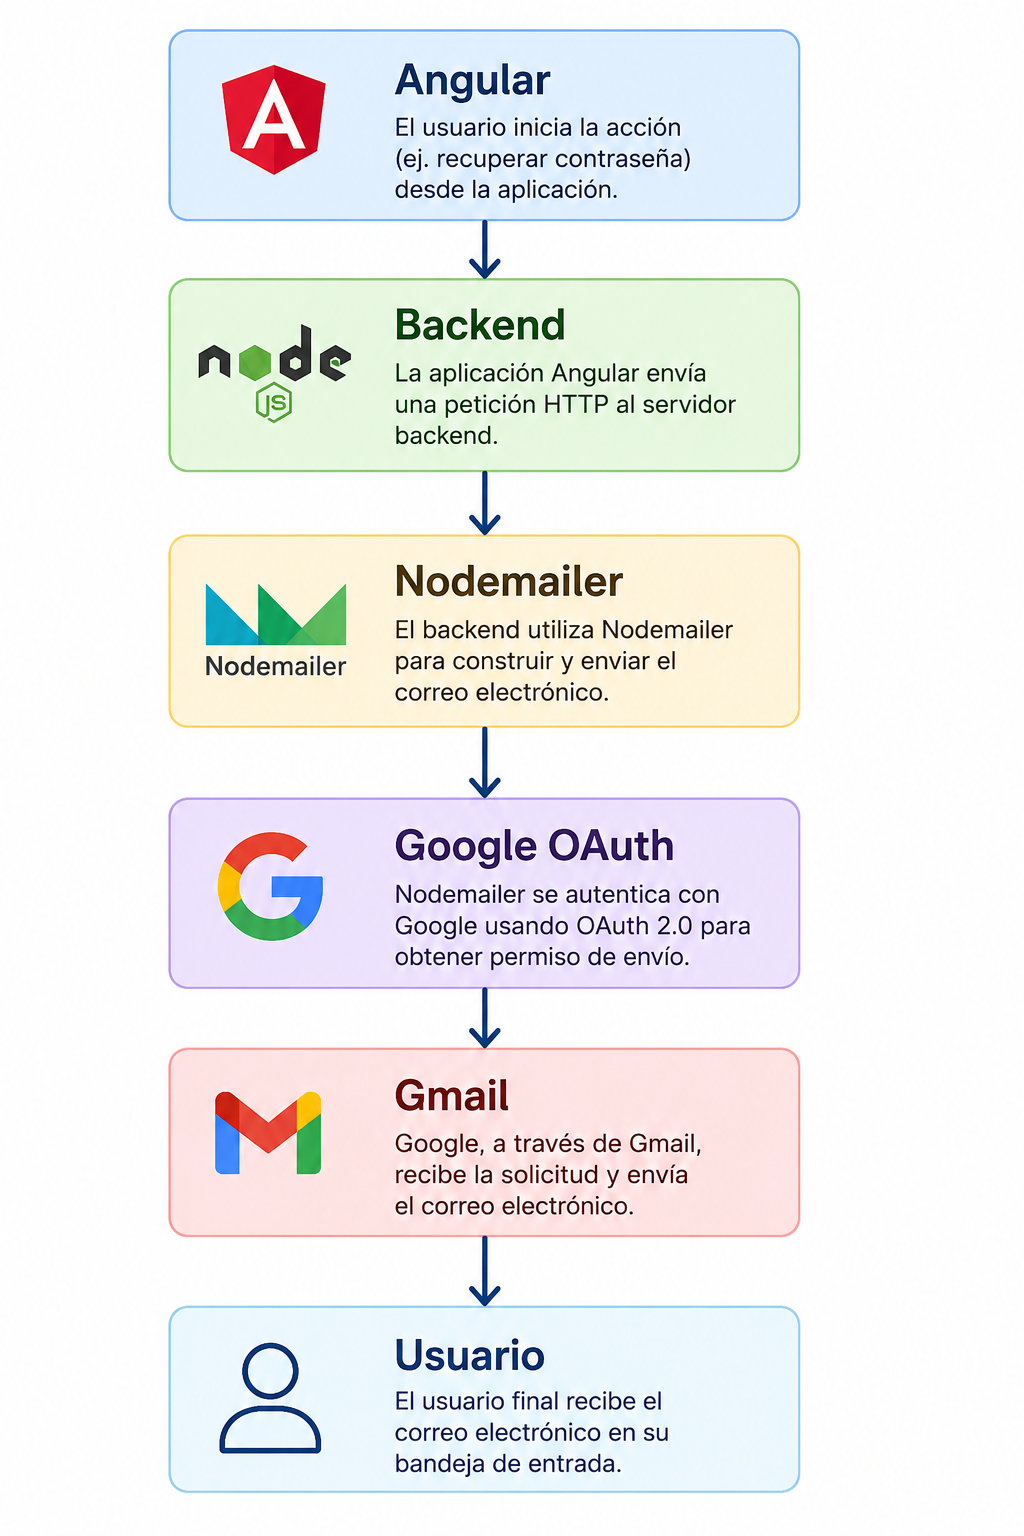 Angular
El usuario inicia la acción
(ej. recuperar contraseña)
desde la aplicación.
node
JS
Backend
La aplicación Angular envía
una petición HTTP al servidor
backend.
Nodemailer
Nodemailer
El backend utiliza Nodemailer
para construir y enviar el
correo electrónico.
Google OAuth
Nodemailer se autentica con
Google usando OAuth 2.0 para
obtener permiso de envío.
Gmail
Google, a través de Gmail,
recibe la solicitud y envía
el correo electrónico.
Usuario
El usuario final recibe el
correo electrónico en su
bandeja de entrada.